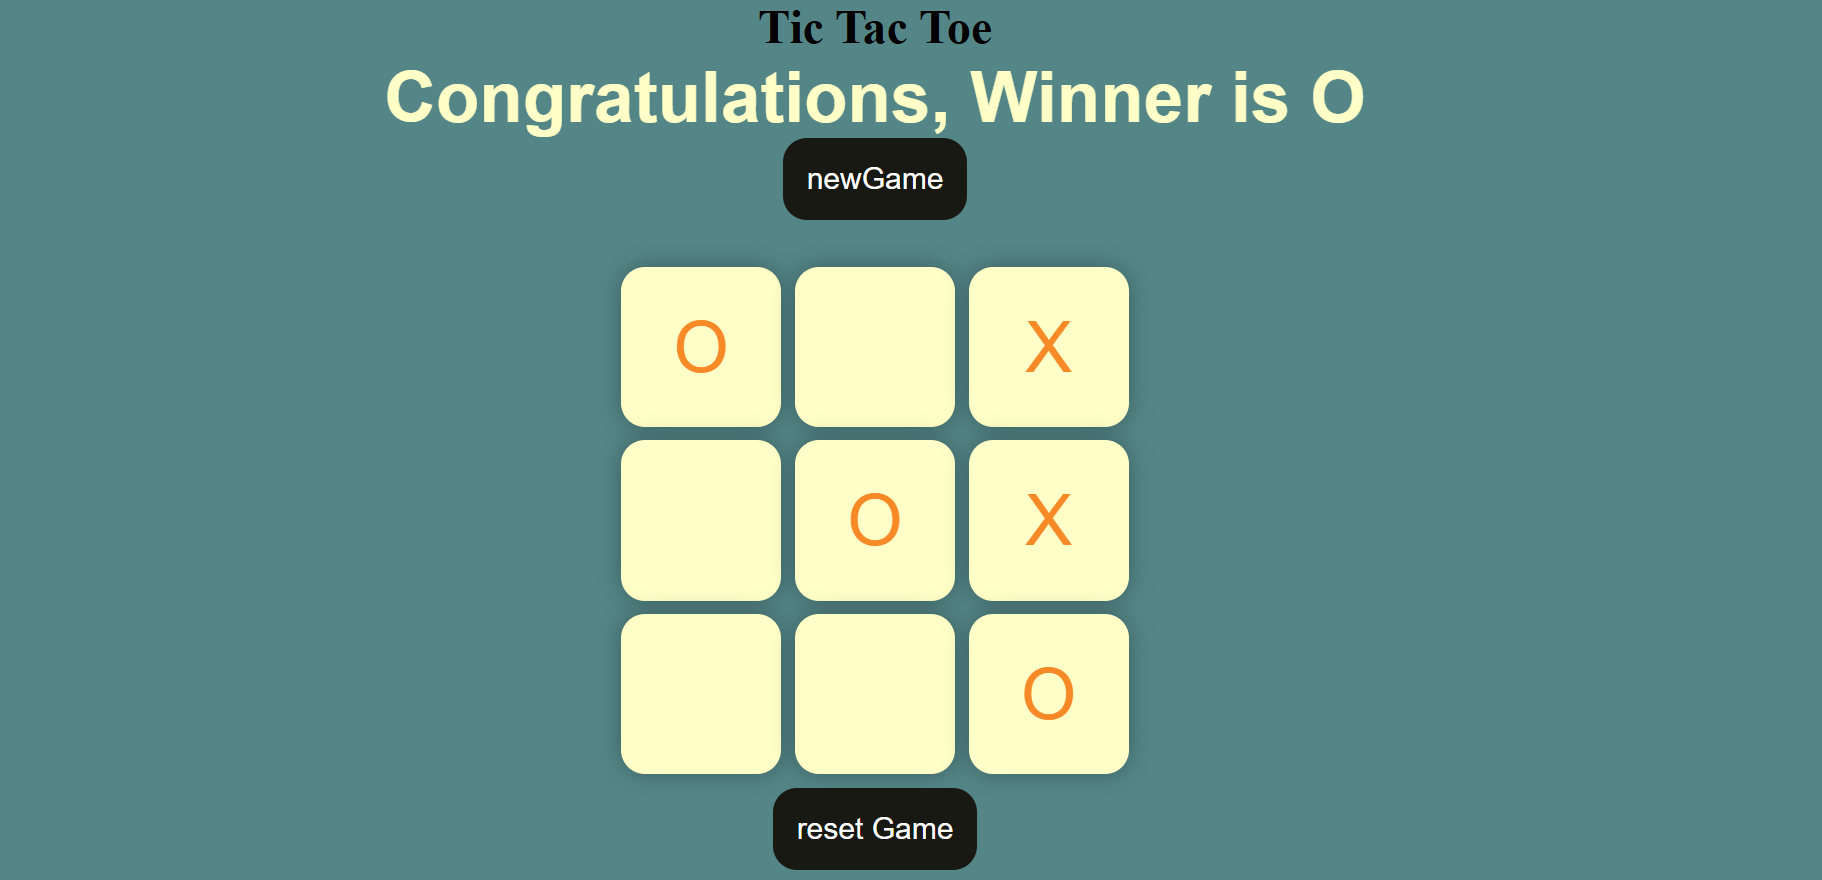 Tic Tac Toe
Congratulations, Winner is O
newGame
O X
O X
O
reset Game